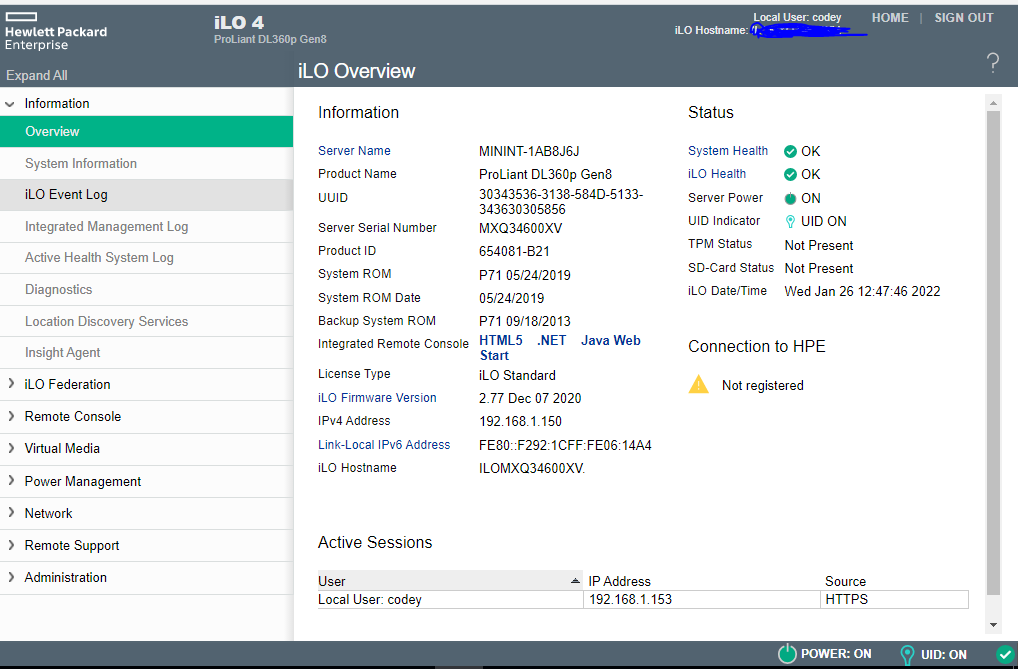 Hewlett Packard
Enterprise
iLO 4
ProLiant DL360p Gen8
Local User: codey
iLO Hostname:
HOME | SIGN OUT
Expand All
iLO Overview
?
Information
Overview
System Information
iLO Event Log
Integrated Management Log
Active Health System Log
Diagnostics
Location Discovery Services
Insight Agent
iLO Federation
Remote Console
Virtual Media
Power Management
Network
Remote Support
Administration
Information
Server Name MININT-1AB8J6J
Product Name ProLiant DL360p Gen8
UUID 30343536-3138-584D-5133-
343630305856
Server Serial Number MXQ34600XV
Product ID 654081-B21
System ROM P71 05/24/2019
System ROM Date 05/24/2019
Backup System ROM P71 09/18/2013
Integrated Remote Console HTML5 .NET Java Web
Start
License Type iLO Standard
iLO Firmware Version 2.77 Dec 07 2020
IPv4 Address 192.168.1.150
Link-Local IPv6 Address FE80::F292:1CFF:FE06:14A4
iLO Hostname ILOMXQ34600XV.
Status
System Health OK
iLO Health OK
Server Power ON
UID Indicator UID ON
TPM Status Not Present
SD-Card Status Not Present
iLO Date/Time Wed Jan 26 12:47:46 2022
Connection to HPE
Not registered
Active Sessions
User IP Address Source
Local User: codey 192.168.1.153 HTTPS
POWER: ON UID: ON